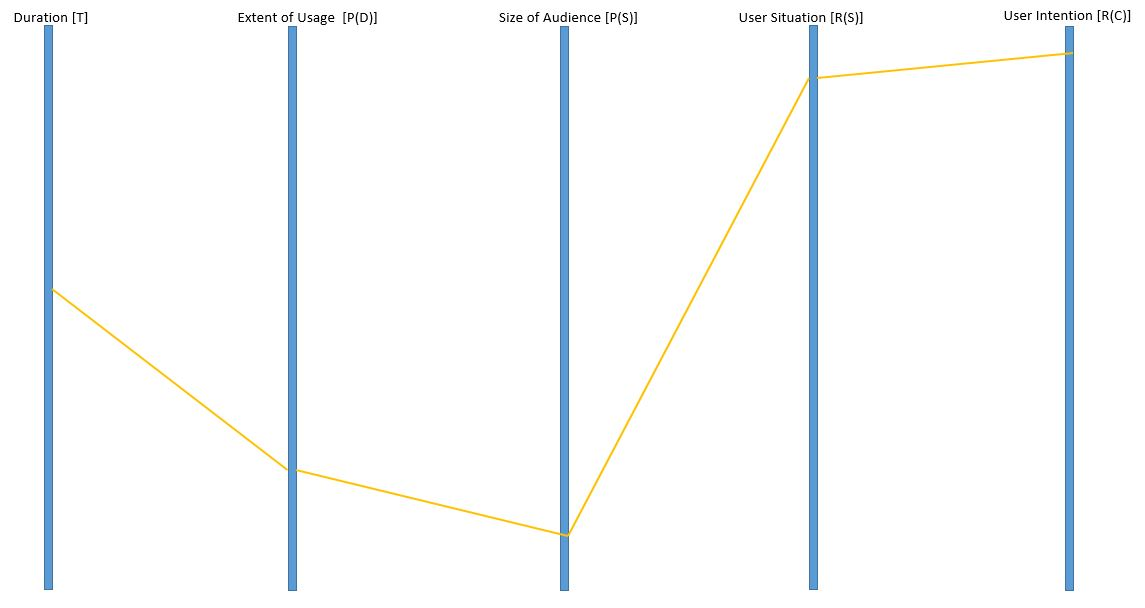 Duration [T]
Extent of Usage  [P(D)]
Size of Audience [P(S)]
User Situation [R(S)]
User Intention [R(C)]